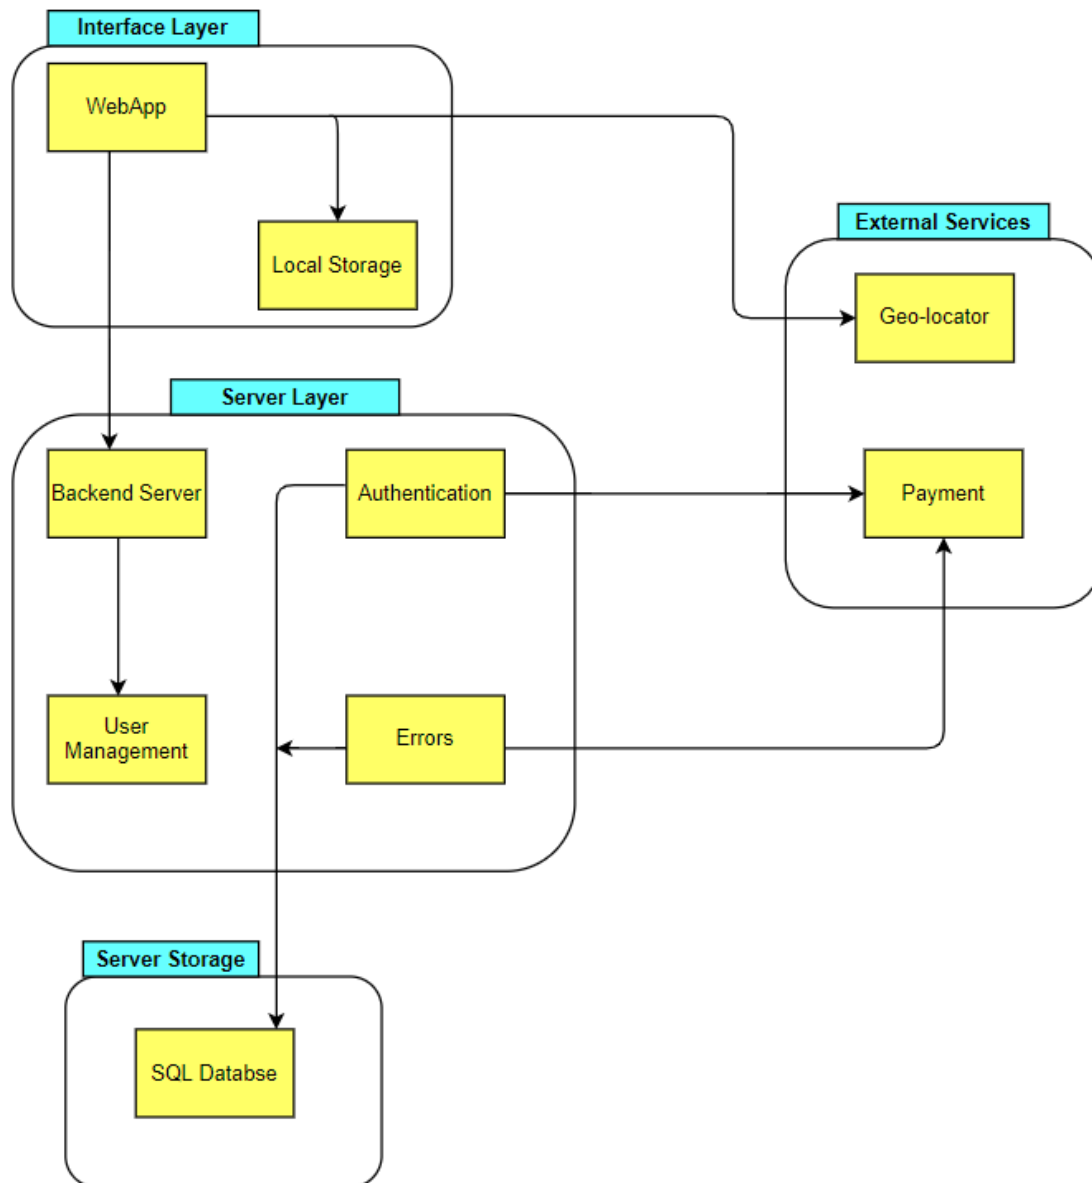 Interface Layer
WebApp
Local Storage
External Services
Geo-locator
Payment
Server Layer
Backend Server
Authentication
User
Management
Errors
Server Storage
SQL Databse